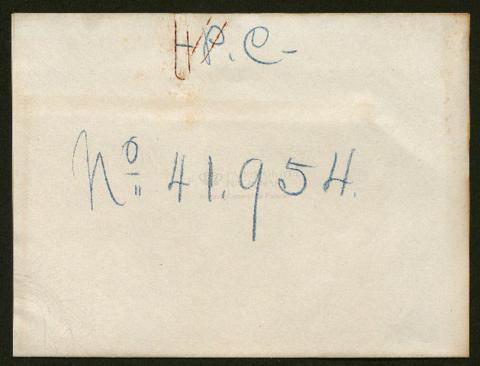 P. C-
Nº 41.954.